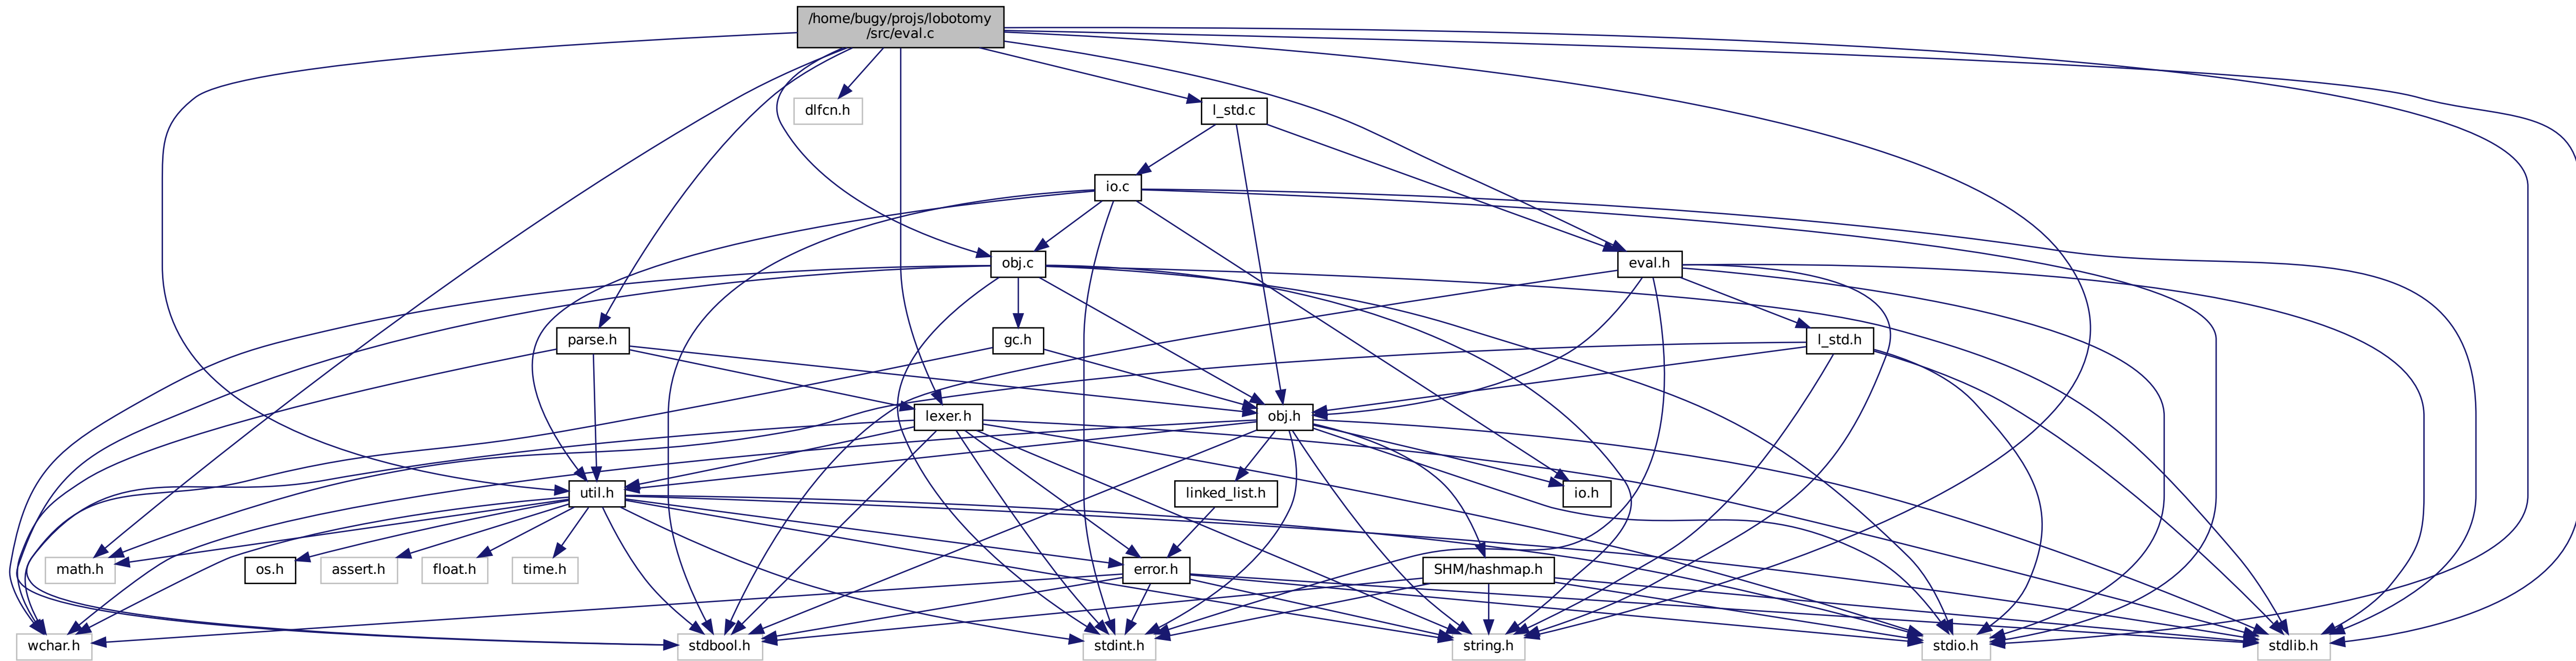 /home/bugy/projs/lobotomy
/src/eval.c
dlfcn.h
l_std.c
io.c
obj.c
eval.h
parse.h
gc.h
l_std.h
lexer.h
obj.h
util.h
linked_list.h
io.h
math.h
os.h
assert.h
float.h
time.h
error.h
SHM/hashmap.h
wchar.h
stdbool.h
stdint.h
string.h
stdio.h
stdlib.h